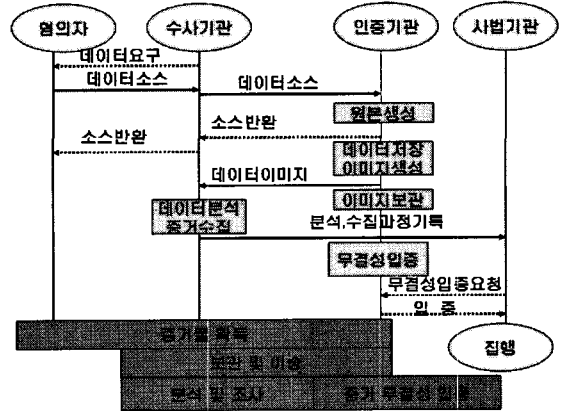 혐의자 수사기관 인증기관 사법기관
데이터요구
데이터소스
데이터소스
원본생성
소스반환
소스반환
데이터저장
이미지생성
데이터이미지
이미지보관
데이터분석
증거수집
분석,수집과정기록
무결성입증
무결성입증요청
입 증
집행
증거물 획득
보관 및 이송
분석 및 조사
증거 무결성 입증